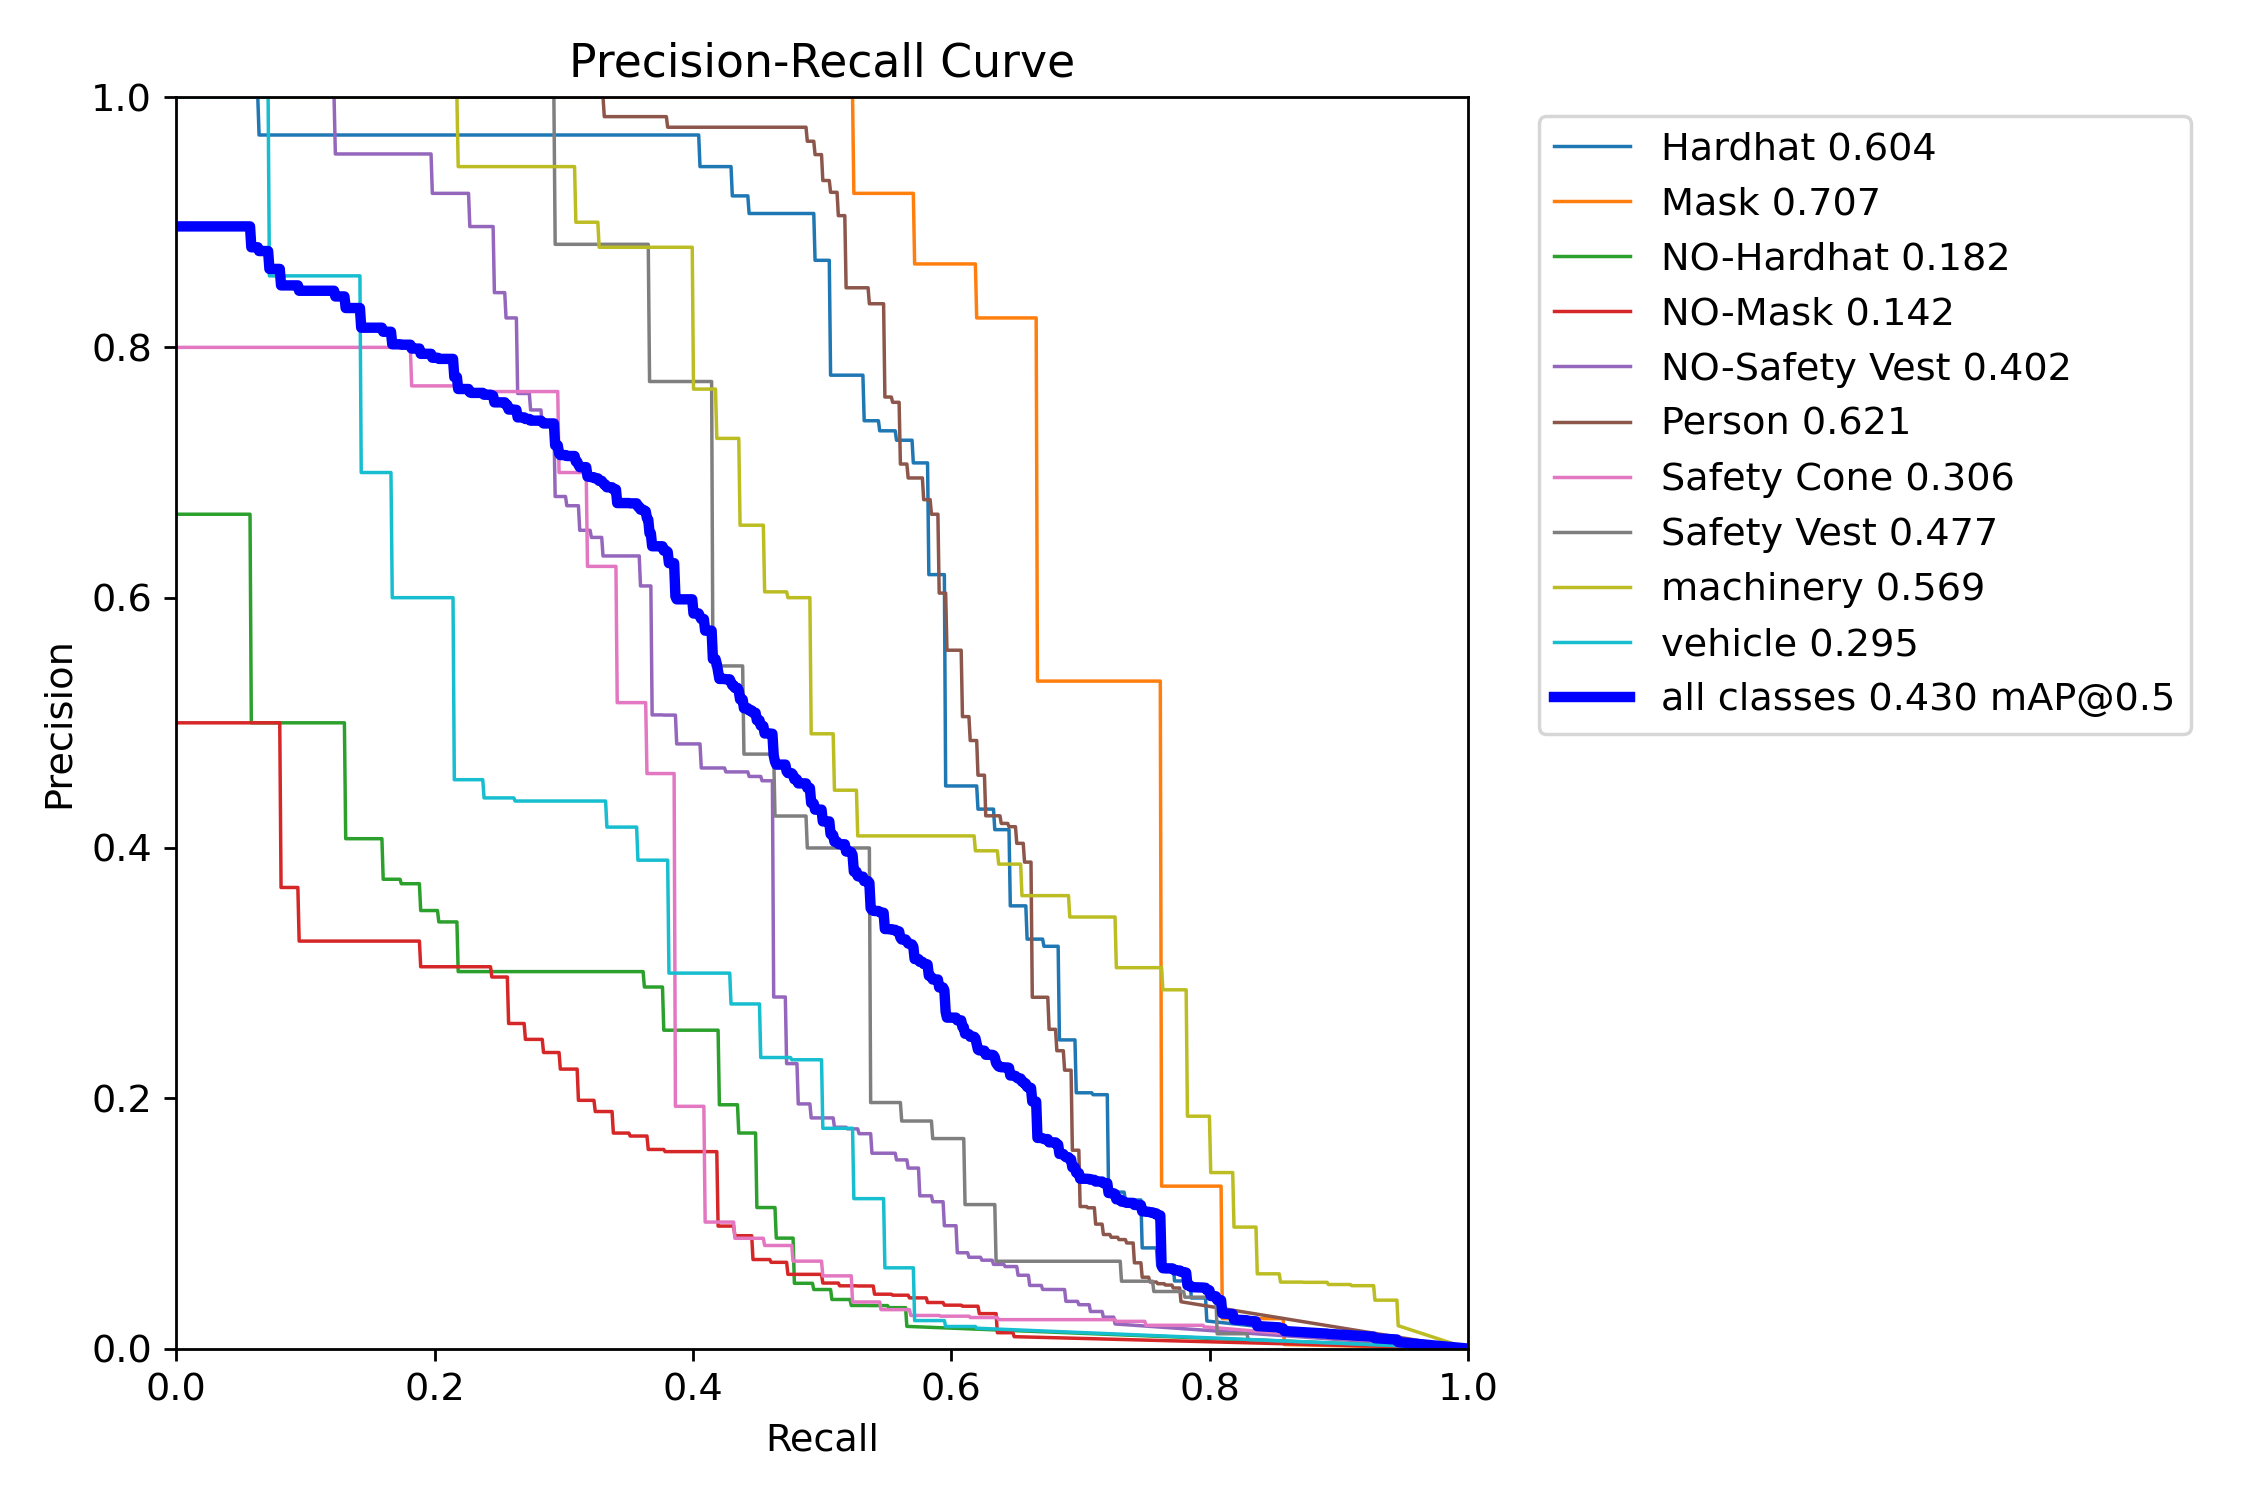 Precision-Recall Curve
1.0
0.8
0.6
0.4
0.2
0.0
Precision
0.0 0.2 0.4 0.6 0.8 1.0
Recall
Hardhat 0.604
Mask 0.707
NO-Hardhat 0.182
NO-Mask 0.142
NO-Safety Vest 0.402
Person 0.621
Safety Cone 0.306
Safety Vest 0.477
machinery 0.569
vehicle 0.295
all classes 0.430 mAP@0.5